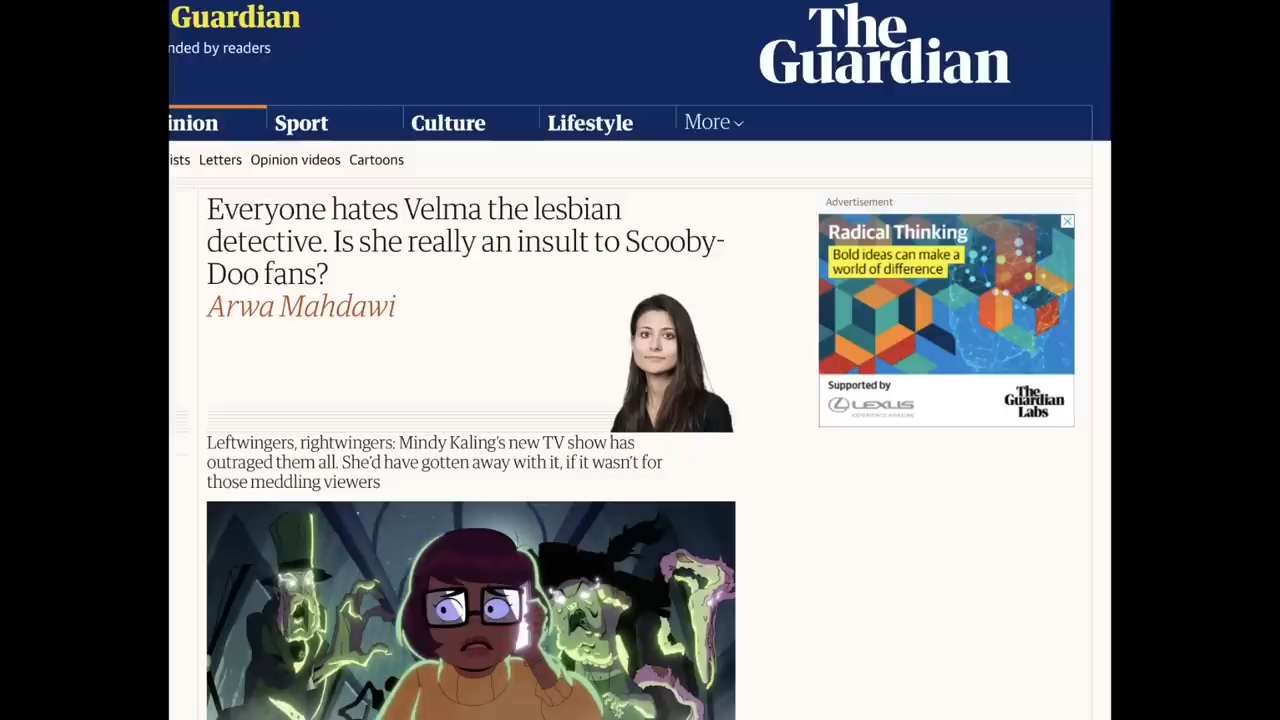 Guardian
nded by readers
The
Guardian
inion
Sport
Culture
Lifestyle
More
ists
Letters
Opinion videos
Cartoons
Everyone hates Velma the lesbian
detective. Is she really an insult to Scooby-
Doo fans?
Arwa Mahdawi
Leftwingers, rightwingers: Mindy Kaling's new TV show has
outraged them all. She'd have gotten away with it, if it wasn't for
those meddling viewers
Advertisement
Radical Thinking
Bold ideas can make a
world of difference
Supported by
LEXUS
EXPERIENCE AMAZING
The
Guardian
Labs